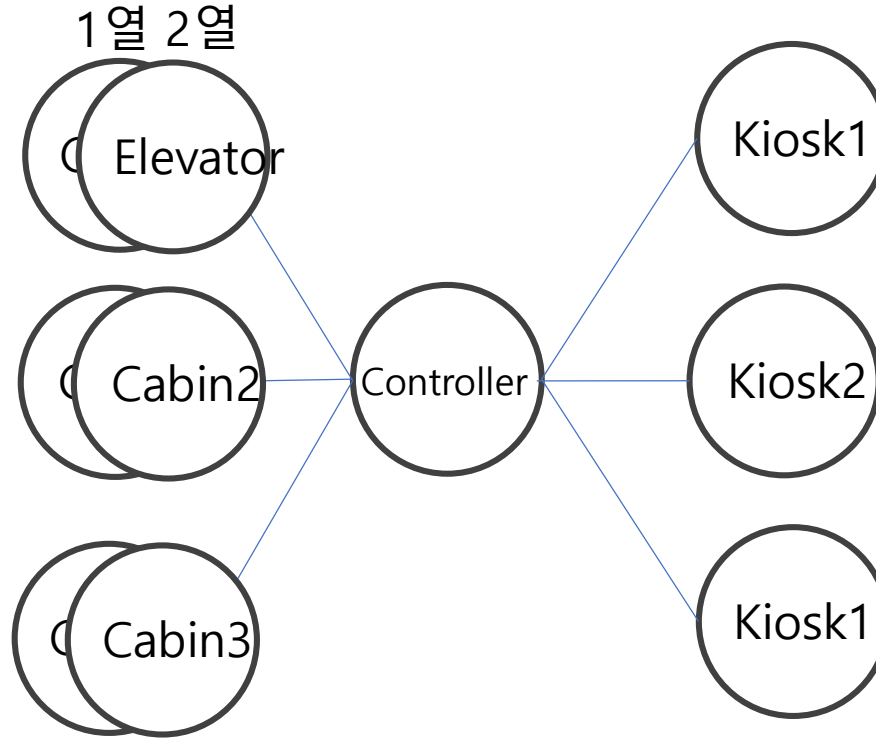 1열 2열
Elevator
Kiosk1
Cabin2
Controller
Kiosk2
Cabin3
Kiosk1